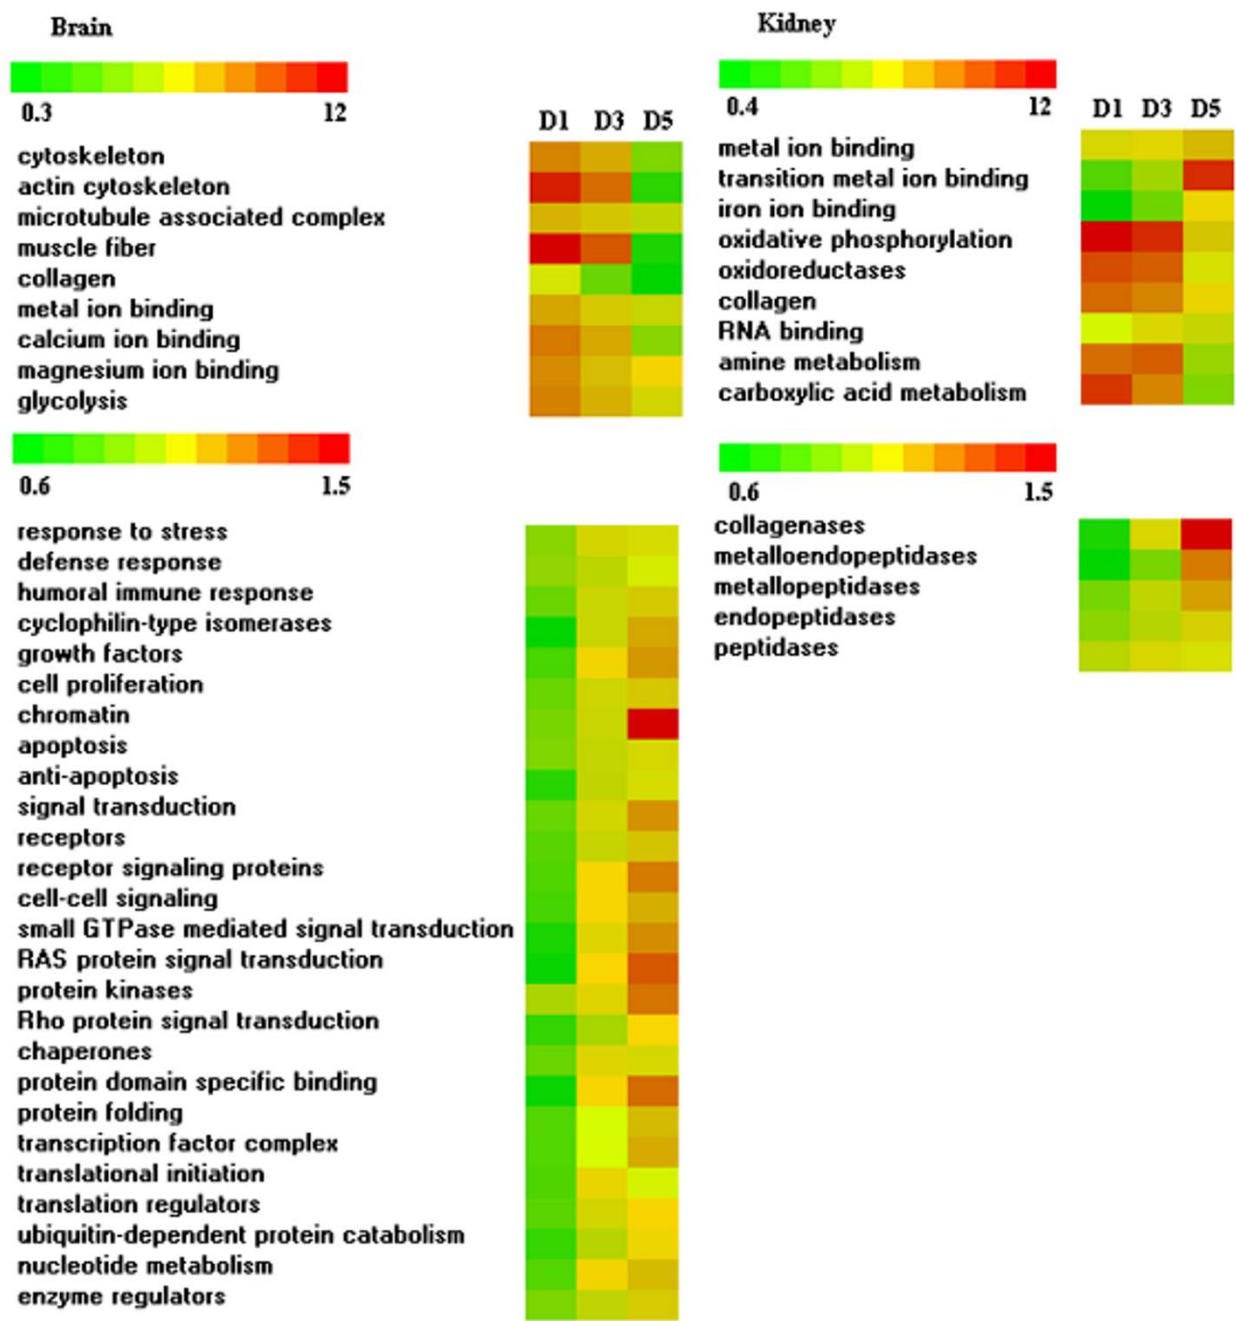 Brain
0.3 12
D1 D3 D5
cytoskeleton
actin cytoskeleton
microtubule associated complex
muscle fiber
collagen
metal ion binding
calcium ion binding
magnesium ion binding
glycolysis
0.6 1.5
response to stress
defense response
humoral immune response
cyclophilin-type isomerases
growth factors
cell proliferation
chromatin
apoptosis
anti-apoptosis
signal transduction
receptors
receptor signaling proteins
cell-cell signaling
small GTPase mediated signal transduction
RAS protein signal transduction
protein kinases
Rho protein signal transduction
chaperones
protein domain specific binding
protein folding
transcription factor complex
translational initiation
translation regulators
ubiquitin-dependent protein catabolism
nucleotide metabolism
enzyme regulators
Kidney
0.4 12
D1 D3 D5
metal ion binding
transition metal ion binding
iron ion binding
oxidative phosphorylation
oxidoreductases
collagen
RNA binding
amine metabolism
carboxylic acid metabolism
0.6 1.5
collagenases
metalloendopeptidases
metallopeptidases
endopeptidases
peptidases